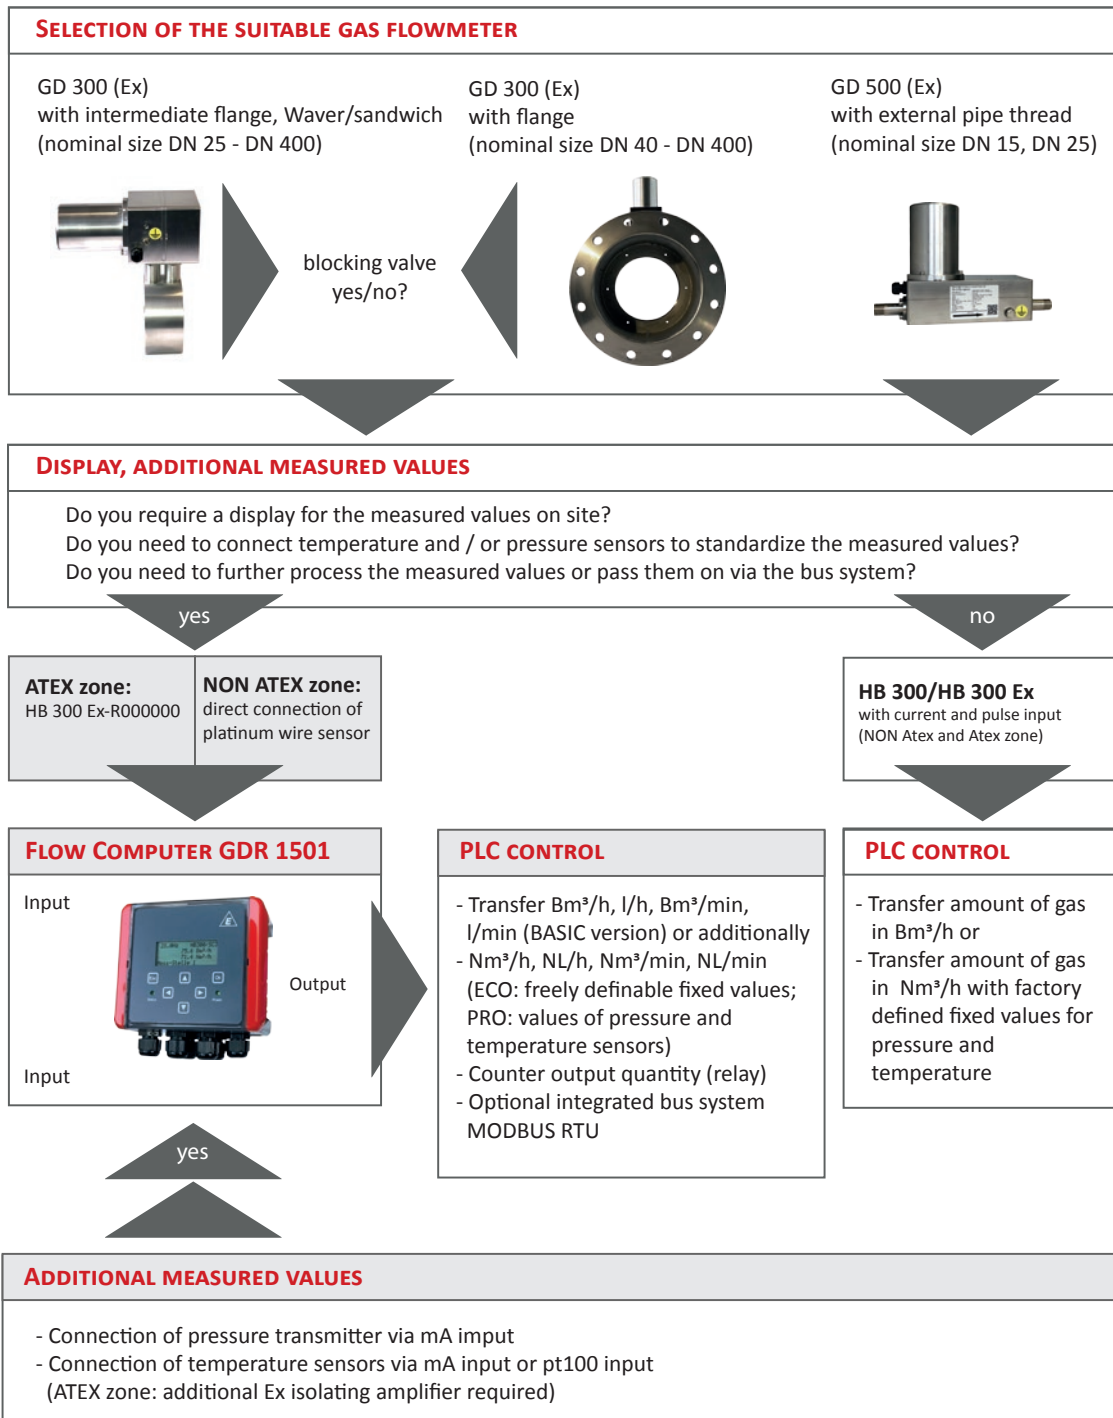 SELECTION OF THE SUITABLE GAS FLOWMETER
GD 300 (Ex)
with intermediate flange, Waver/sandwich
(nominal size DN 25 - DN 400)
GD 300 (Ex)
with flange
(nominal size DN 40 - DN 400)
GD 500 (Ex)
with external pipe thread
(nominal size DN 15, DN 25)
blocking valve
yes/no?
DISPLAY, ADDITIONAL MEASURED VALUES
Do you require a display for the measured values on site?
Do you need to connect temperature and / or pressure sensors to standardize the measured values?
Do you need to further process the measured values or pass them on via the bus system?
yes
no
ATEX zone:
HB 300 Ex-R000000
NON ATEX zone:
direct connection of
platinum wire sensor
HB 300/HB 300 Ex
with current and pulse input
(NON Atex and Atex zone)
FLOW COMPUTER GDR 1501
Input
Output
Input
PLC CONTROL
- Transfer Bm³/h, l/h, Bm³/min,
l/min (BASIC version) or additionally
- Nm³/h, NL/h, Nm³/min, NL/min
(ECO: freely definable fixed values;
PRO: values of pressure and
temperature sensors)
- Counter output quantity (relay)
- Optional integrated bus system
MODBUS RTU
PLC CONTROL
- Transfer amount of gas
in Bm³/h or
- Transfer amount of gas
in Nm³/h with factory
defined fixed values for
pressure and
temperature
yes
ADDITIONAL MEASURED VALUES
- Connection of pressure transmitter via mA imput
- Connection of temperature sensors via mA input or pt100 input
(ATEX zone: additional Ex isolating amplifier required)